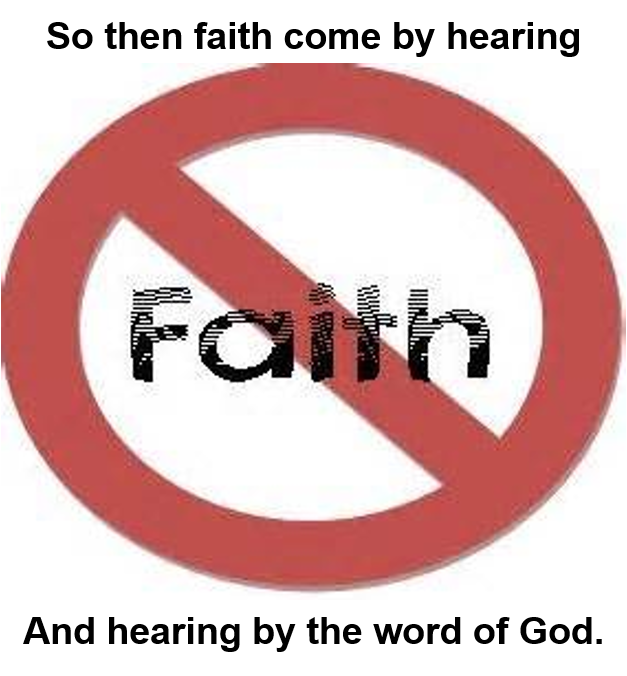 So then faith come by hearing
Faith
And hearing by the word of God.